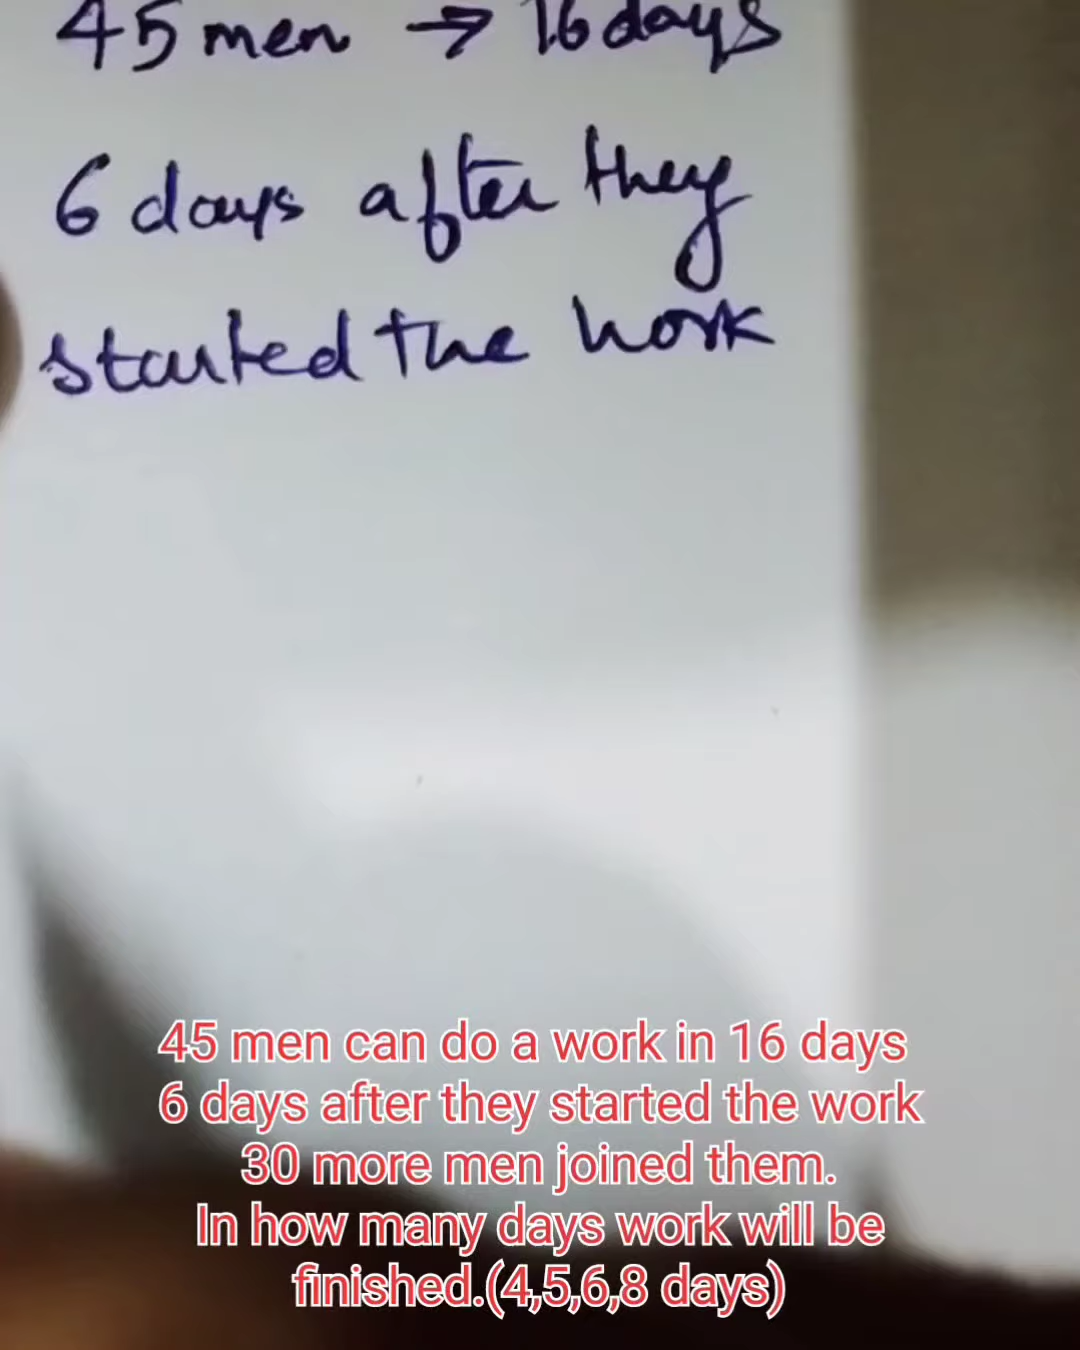 45 men → 16 days
6 days after they
started the work
45 men can do a work in 16 days
6 days after they started the work
30 more men joined them.
In how many days work will be
finished.(4,5,6,8 days)